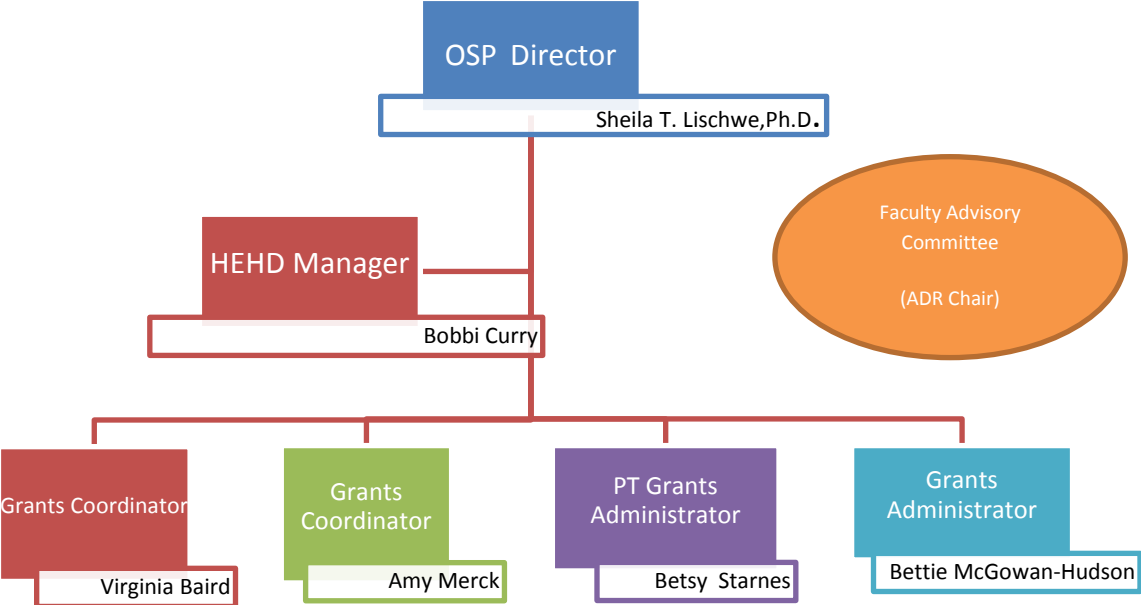 OSP  Director
Sheila T. Lischwe,Ph.D.
Faculty Advisory
Committee
(ADR Chair)
HEHD Manager
Bobbi Curry
Grants Coordinator
Virginia Baird
Grants
Coordinator
Amy Merck
PT Grants
Administrator
Betsy  Starnes
Grants
Administrator
Bettie McGowan-Hudson